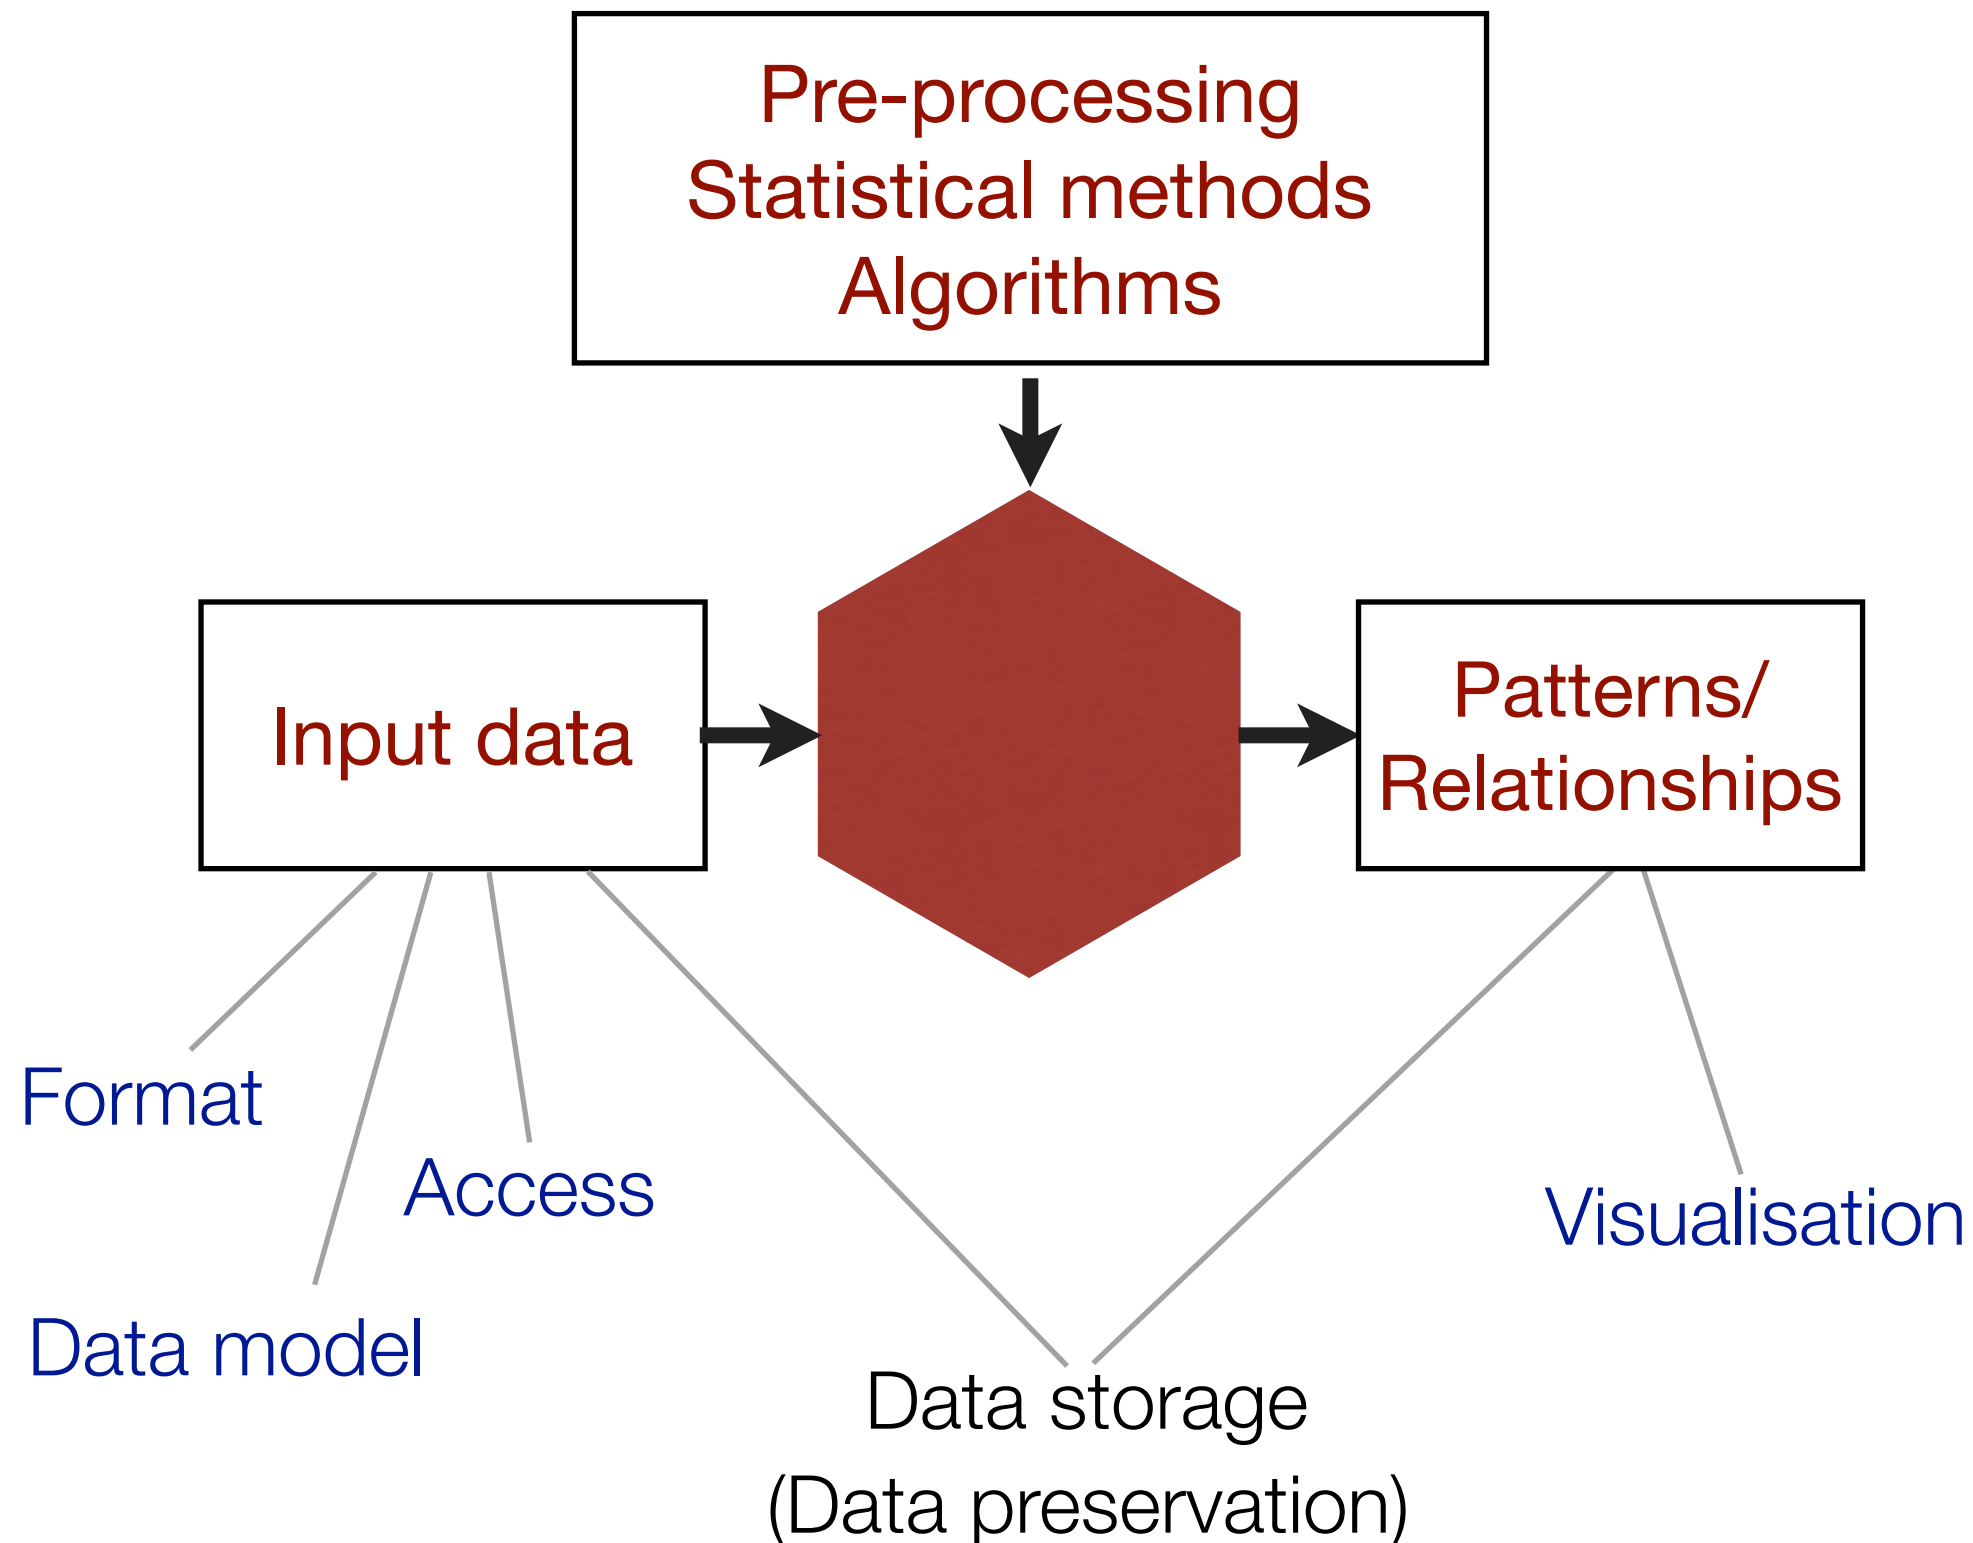 Pre-processing
Statistical methods
Algorithms
Input data
Patterns/
Relationships
Format
Access
Visualisation
Data model
Data storage
(Data preservation)